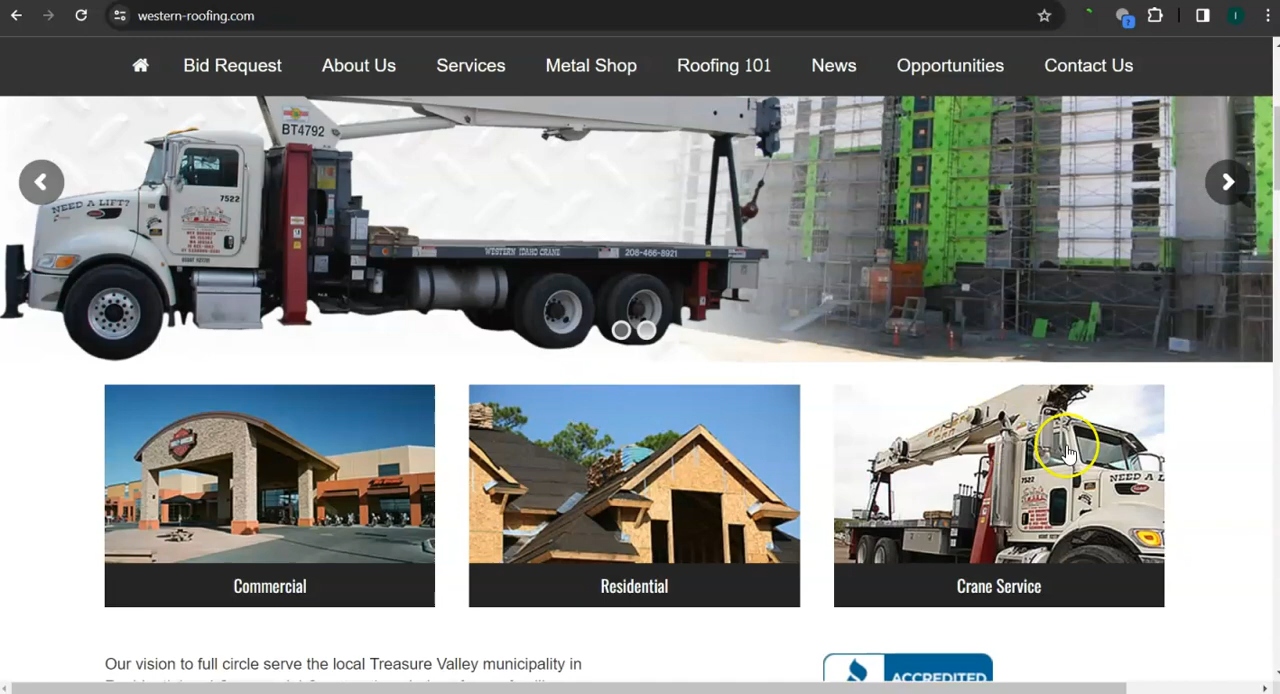 western-roofing.com
Bid Request About Us Services Metal Shop Roofing 101 News Opportunities Contact Us
BT4792
NEED A LIFT?
7522
WESTERN IDAHO CRANE 208-466-8921
7522
NEED A L
Commercial Residential Crane Service
Our vision to full circle serve the local Treasure Valley municipality in
ACCREDITED